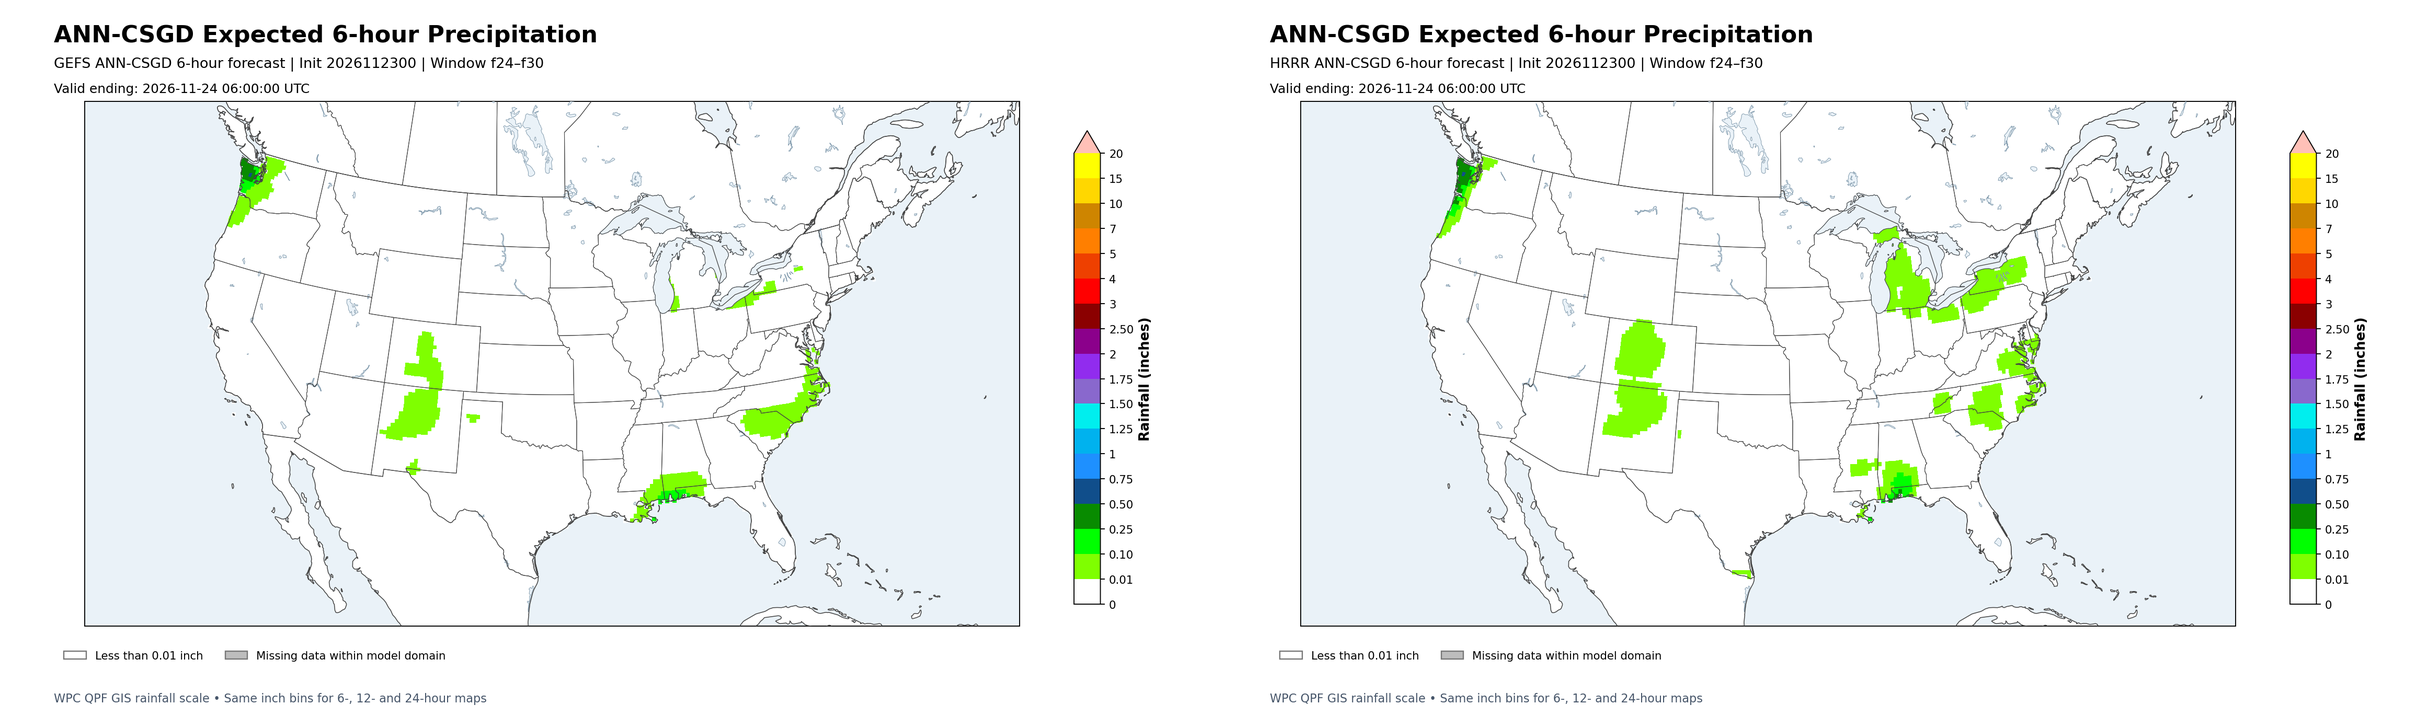 ANN-CSGD Expected 6-hour Precipitation
GEFS ANN-CSGD 6-hour forecast | Init 2026112300 | Window f24–f30
Valid ending: 2026-11-24 06:00:00 UTC
20
15
10
7
5
4
3
2.50
2
1.75
1.50
1.25
1
0.75
0.50
0.25
0.10
0.01
0
Rainfall (inches)
Less than 0.01 inch
Missing data within model domain
WPC QPF GIS rainfall scale • Same inch bins for 6-, 12- and 24-hour maps
ANN-CSGD Expected 6-hour Precipitation
HRRR ANN-CSGD 6-hour forecast | Init 2026112300 | Window f24–f30
Valid ending: 2026-11-24 06:00:00 UTC
20
15
10
7
5
4
3
2.50
2
1.75
1.50
1.25
1
0.75
0.50
0.25
0.10
0.01
0
Rainfall (inches)
Less than 0.01 inch
Missing data within model domain
WPC QPF GIS rainfall scale • Same inch bins for 6-, 12- and 24-hour maps